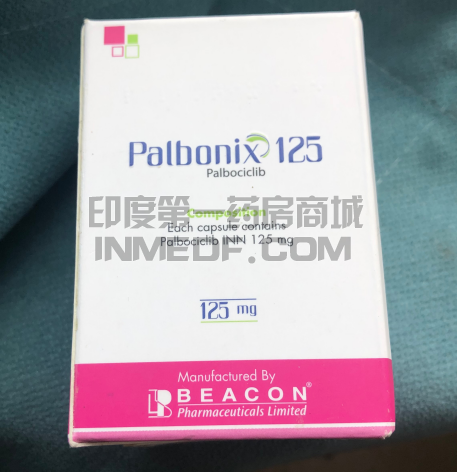 Palbonix 125
Palbociclib
Composition
Each capsule contains
Palbociclib INN 125 mg
印度第一药房商城
INMEDF.COM
125 mg
Manufactured By
BEACON®
Pharmaceuticals Limited